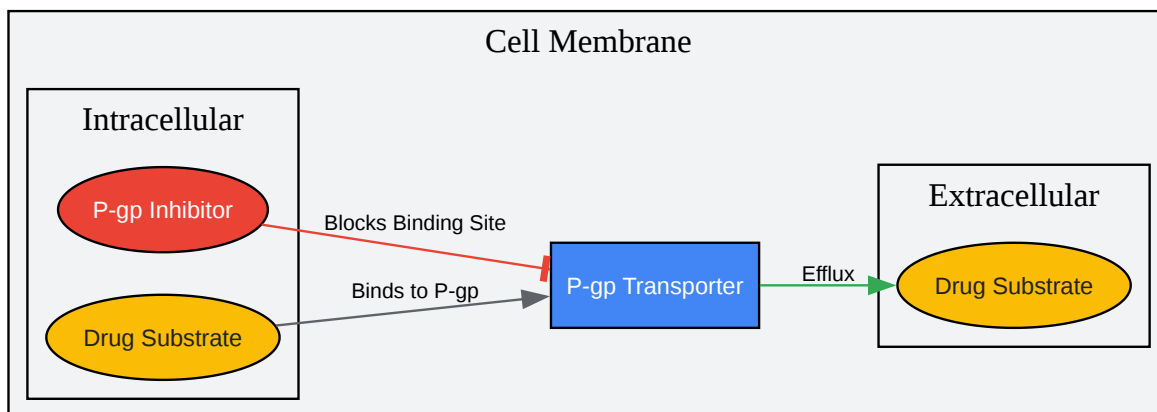 Cell Membrane
Intracellular
P-gp Inhibitor
Blocks Binding Site
Binds to P-gp
Drug Substrate
P-gp Transporter
Efflux
Extracellular
Drug Substrate